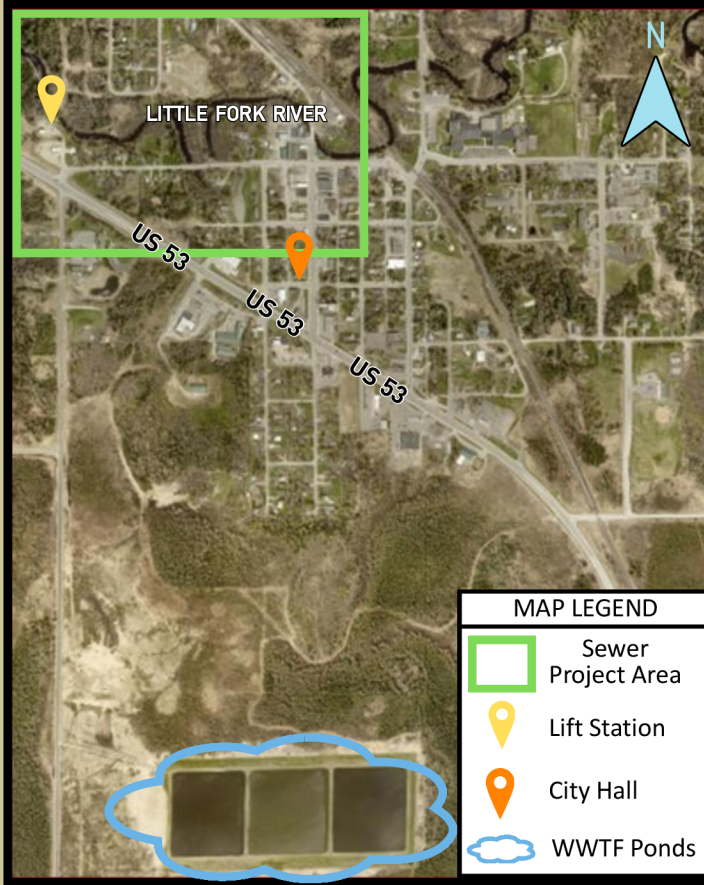 N
LITTLE FORK RIVER
US 53
US 53
US 53
MAP LEGEND
Sewer
Project Area
Lift Station
City Hall
WWTF Ponds